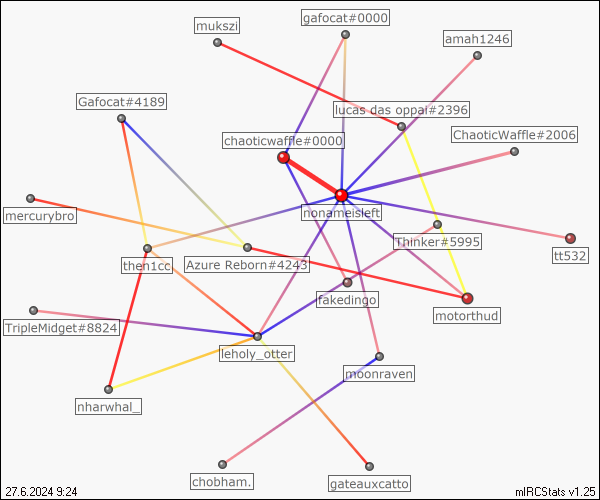 gafocat#0000
mukszi
amah1246
Gafocat#4189
lucas das oppai#2396
chaoticwaffle#0000
ChaoticWaffle#2006
mercurybro
nonameisleft
Thinker#5995
tt532
then1cc
Azure Reborn#4243
fakedingo
motorthud
TripleMidget#8824
leholy_otter
moonraven
nharwhal_
chobham.
gateauxcatto
27.6.2024 9:24
mIRCStats v1.25